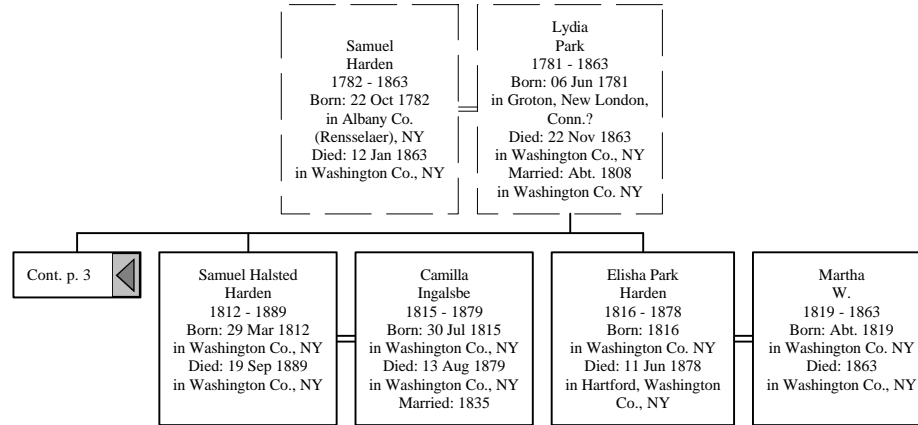 Samuel
Harden
1782 - 1863
Born: 22 Oct 1782
in Albany Co.
(Rensselaer), NY
Died: 12 Jan 1863
in Washington Co., NY
Lydia
Park
1781 - 1863
Born: 06 Jun 1781
in Groton, New London,
Conn.?
Died: 22 Nov 1863
in Washington Co., NY
Married: Abt. 1808
in Washington Co. NY
Cont. p. 3
Samuel Halsted
Harden
1812 - 1889
Born: 29 Mar 1812
in Washington Co., NY
Died: 19 Sep 1889
in Washington Co., NY
Camilla
Ingalsbe
1815 - 1879
Born: 30 Jul 1815
in Washington Co., NY
Died: 13 Aug 1879
in Washington Co., NY
Married: 1835
Elisha Park
Harden
1816 - 1878
Born: 1816
in Washington Co. NY
Died: 11 Jun 1878
in Hartford, Washington
Co., NY
Martha
W.
1819 - 1863
Born: Abt. 1819
in Washington Co. NY
Died: 1863
in Washington Co., NY